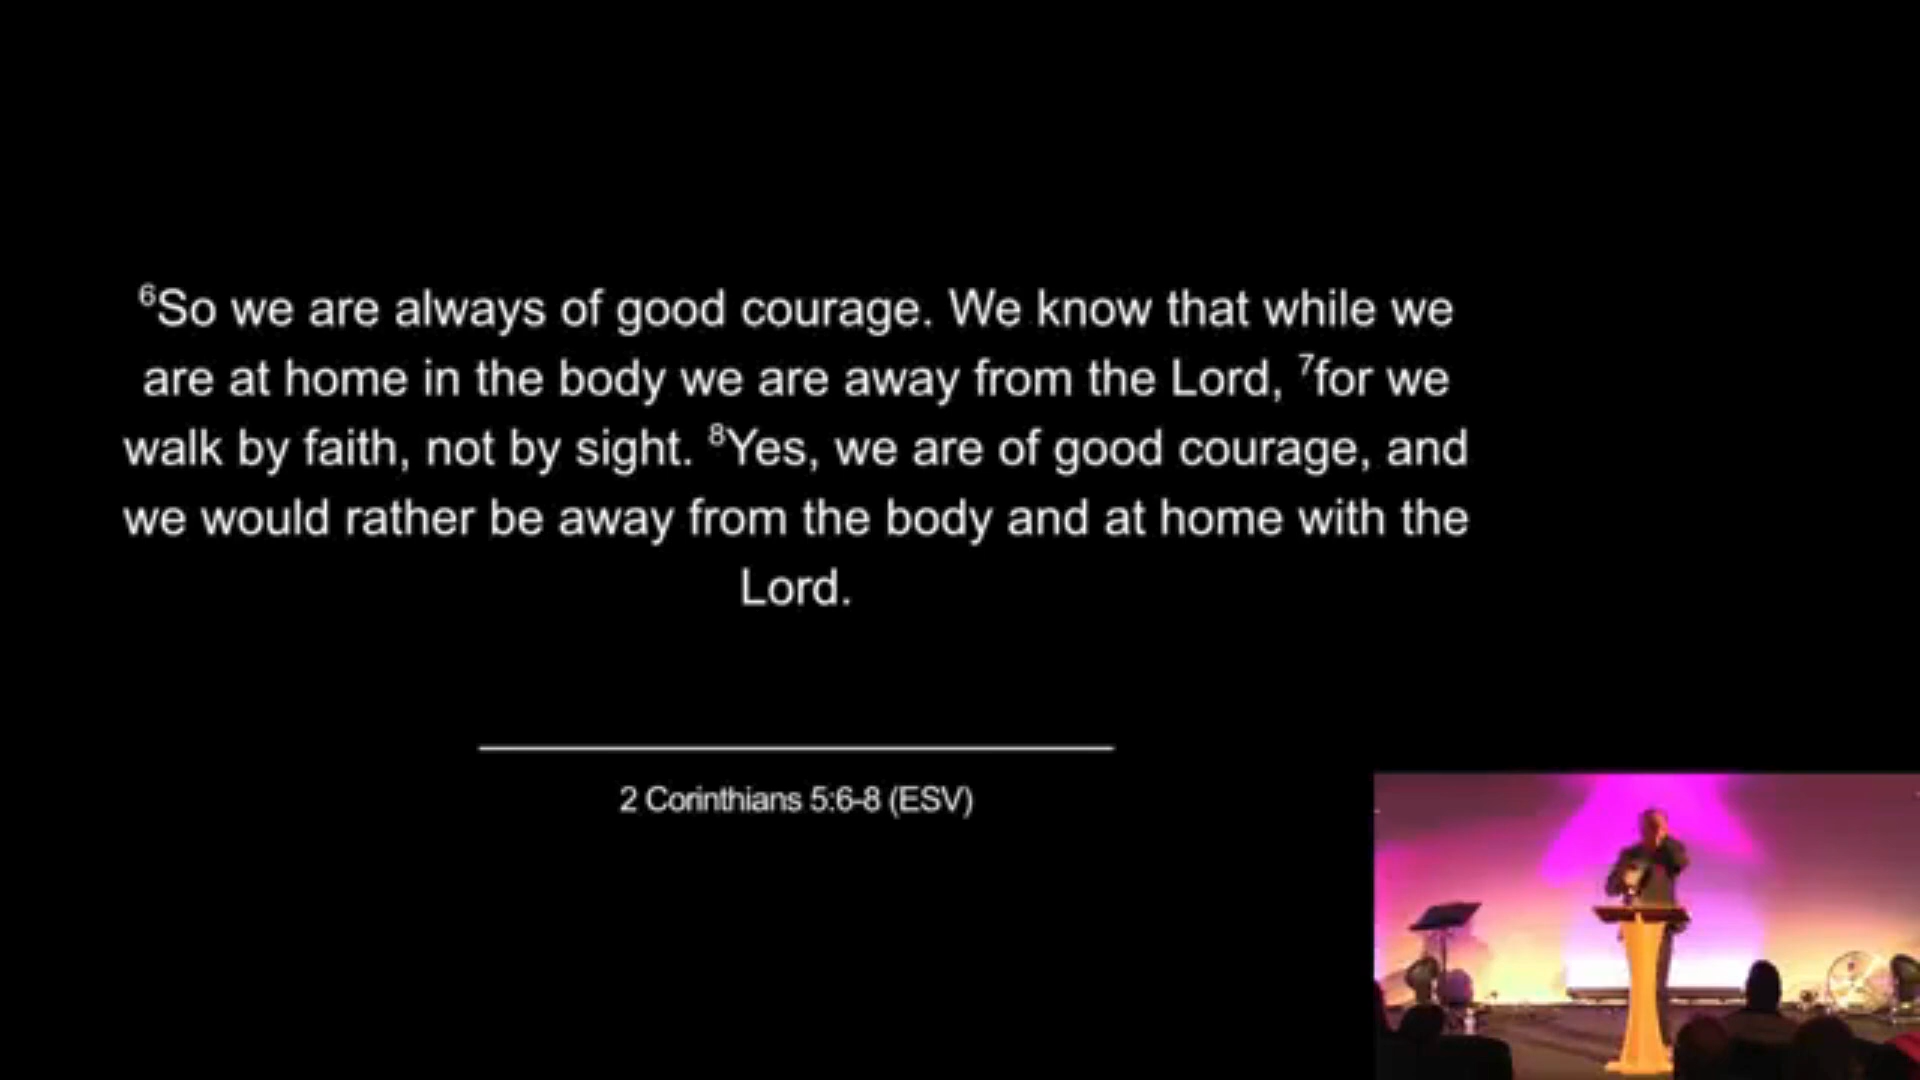 ⁶So we are always of good courage. We know that while we
are at home in the body we are away from the Lord, ⁷for we
walk by faith, not by sight. ⁸Yes, we are of good courage, and
we would rather be away from the body and at home with the
Lord.
2 Corinthians 5:6-8 (ESV)